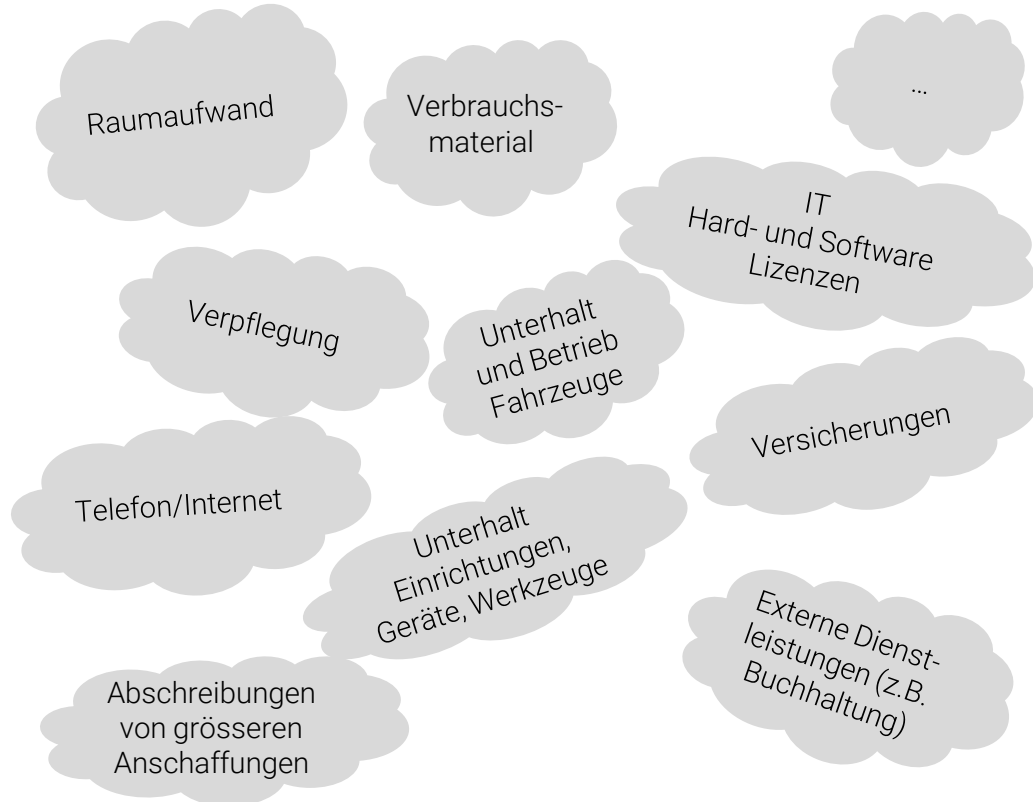 Raumaufwand
Verbrauchs-
material
...
IT
Hard- und Software
Lizenzen
Verpflegung
Unterhalt
und Betrieb
Fahrzeuge
Versicherungen
Telefon/Internet
Unterhalt
Einrichtungen,
Geräte, Werkzeuge
Externe Dienst-
leistungen (z.B.
Buchhaltung)
Abschreibungen
von grösseren
Anschaffungen